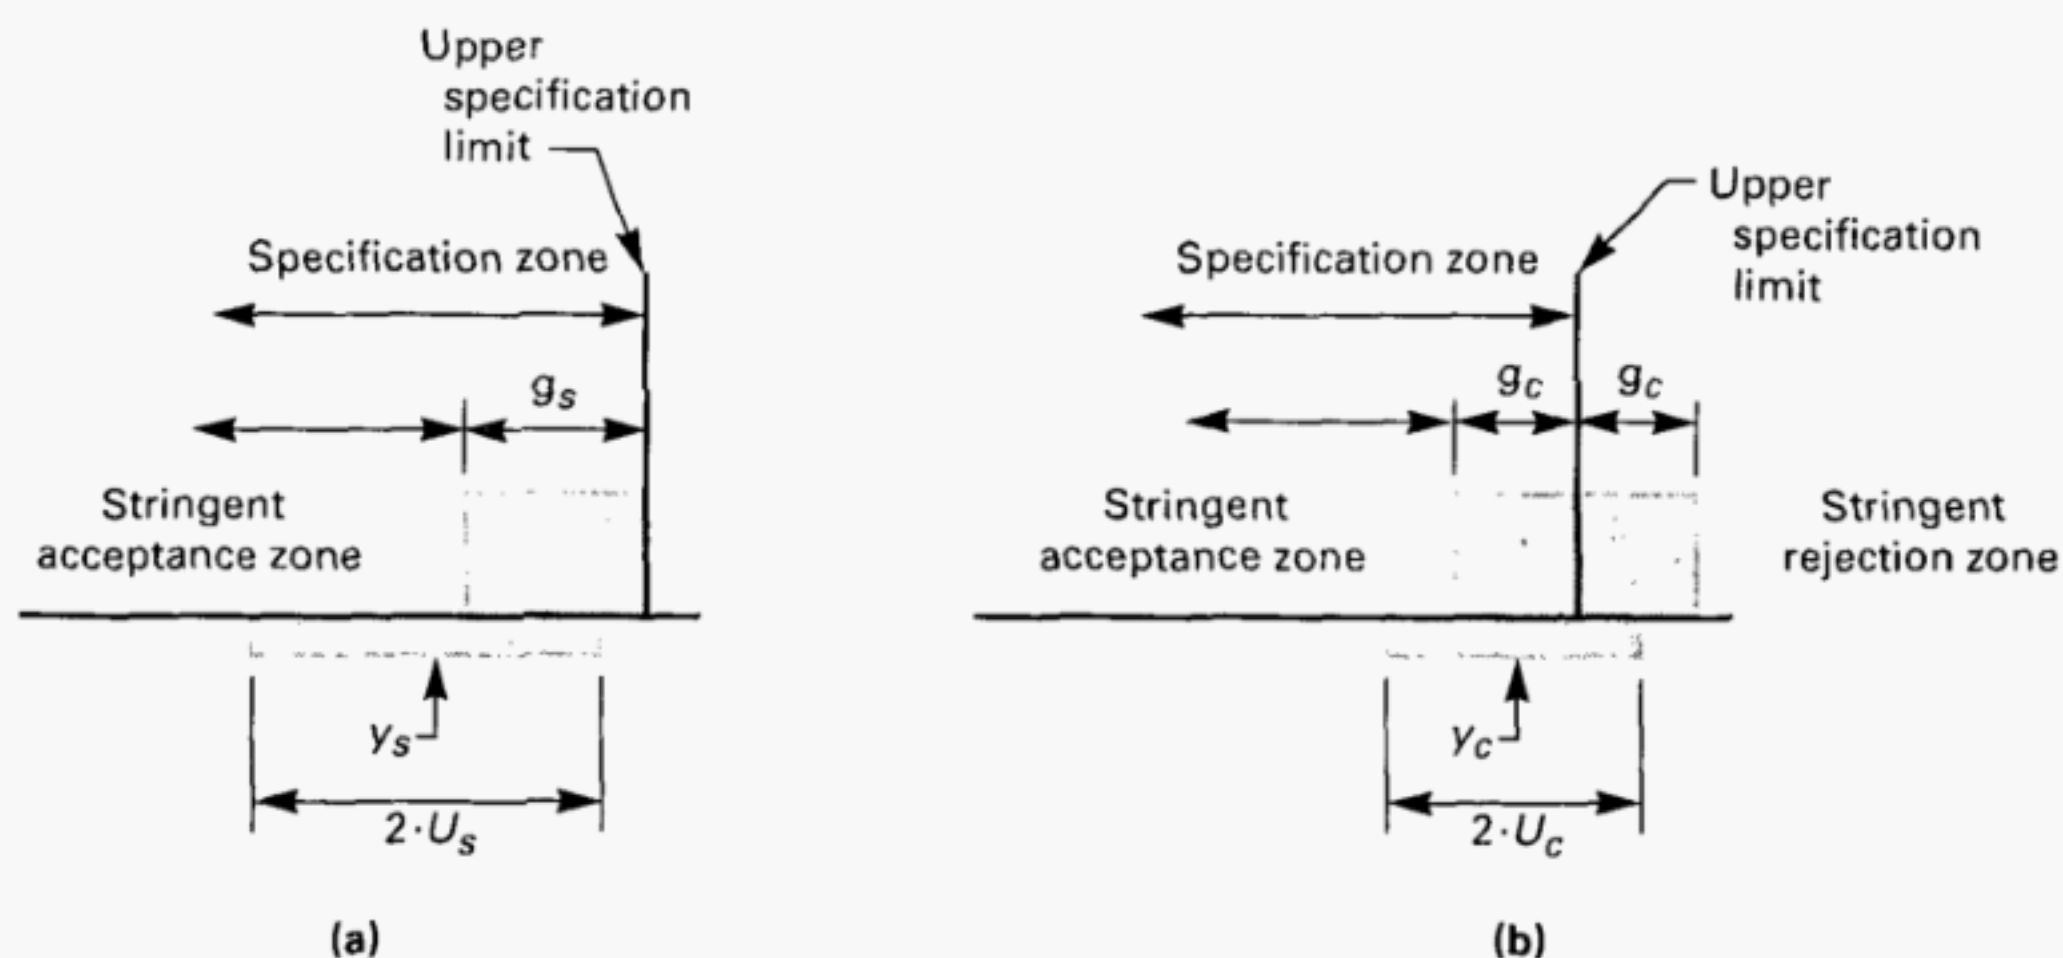 Upper
specification
limit
Specification zone
g_s
Stringent
acceptance zone
y_s
2·U_s
(a)
Upper
specification
limit
Specification zone
g_c g_c
Stringent
acceptance zone
Stringent
rejection zone
y_c
2·U_c
(b)